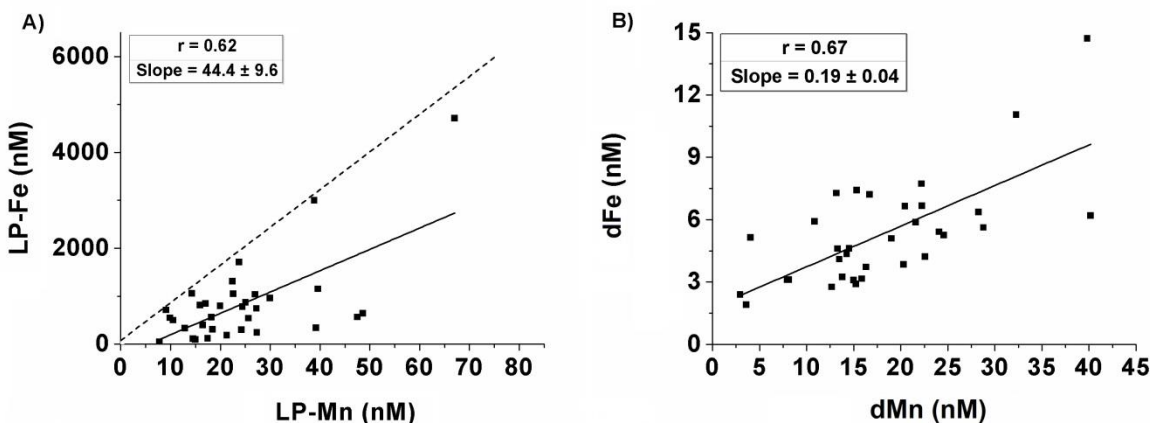 A)
r = 0.62
Slope = 44.4 ± 9.6
LP-Fe (nM)
6000
4000
2000
0
0 10 20 30 40 50 60 70 80
LP-Mn (nM)
B)
r = 0.67
Slope = 0.19 ± 0.04
dFe (nM)
15
12
9
6
3
0
0 5 10 15 20 25 30 35 40 45
dMn (nM)